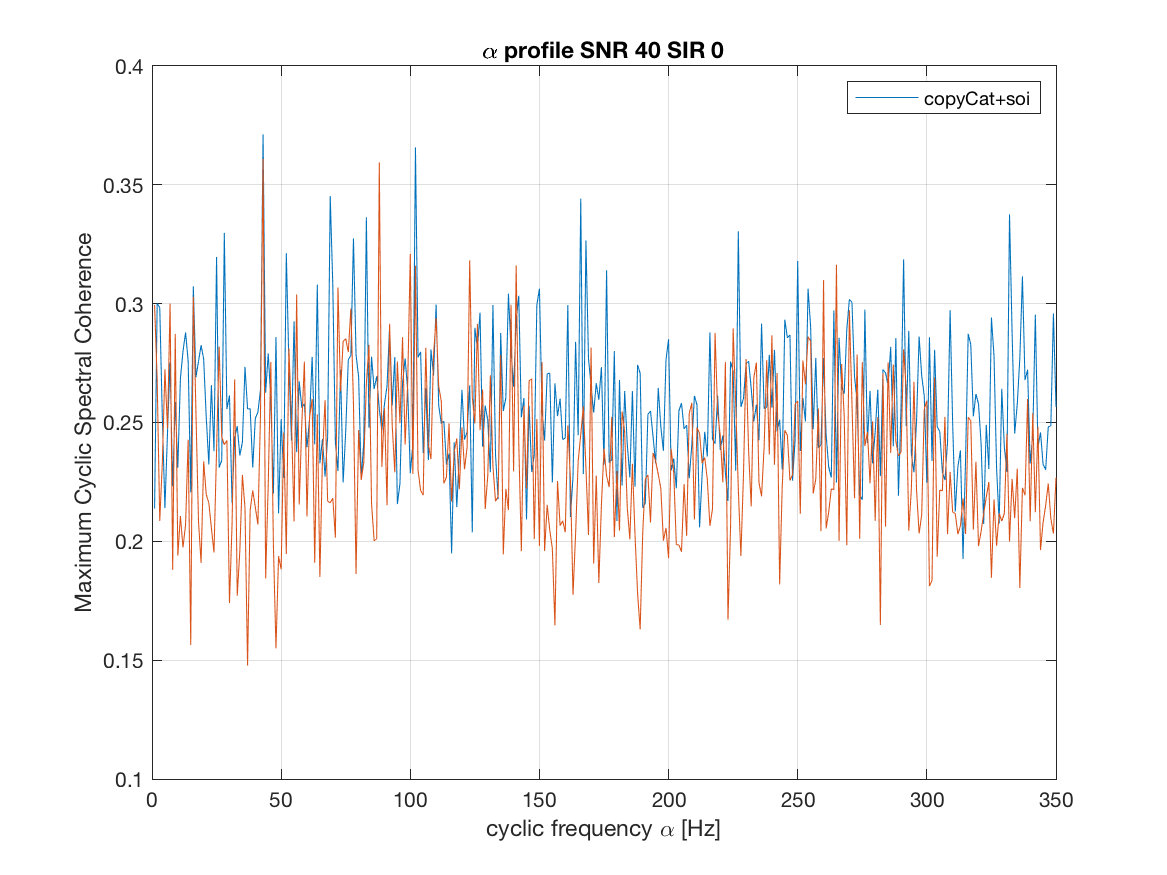 α profile SNR 40 SIR 0
copyCat+soi
Maximum Cyclic Spectral Coherence
0.4
0.35
0.3
0.25
0.2
0.15
0.1
0 50 100 150 200 250 300 350
cyclic frequency α [Hz]